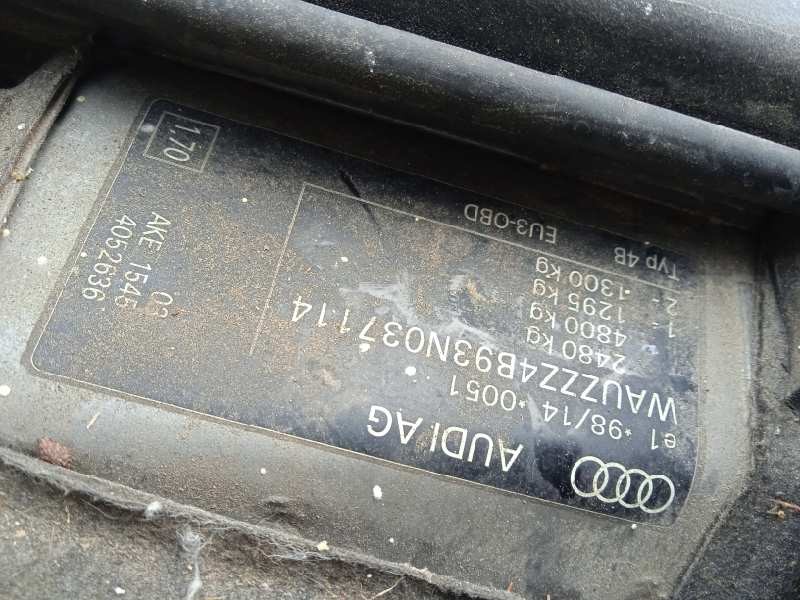 AUDI AG
e1 *98/14 *0051
WAUZZZ4B93N037114
2480 kg
4800 kg
1- 1295 kg
2- 1300 kg
Typ 4B
EU3-OBD
03
AKE 1545
4052636
1,70